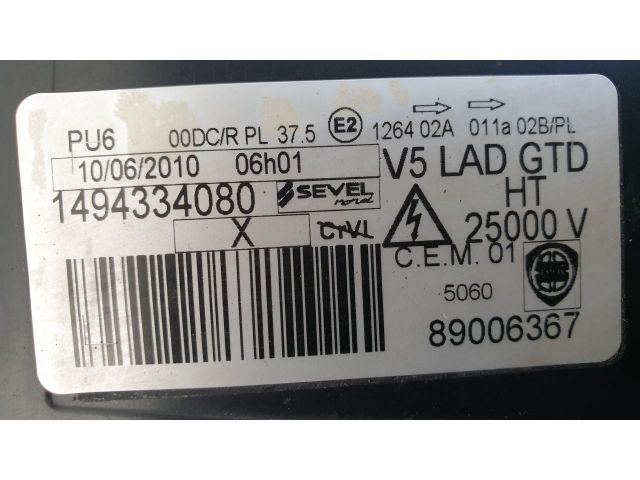 PU6 00DC/R PL 37.5 E2 1264 02A 011a 02B/PL
10/06/2010 06h01 V5 LAD GTD
1494334080 SEVEL nord HT
X 25000 V
C.E.M. 01
5060
89006367